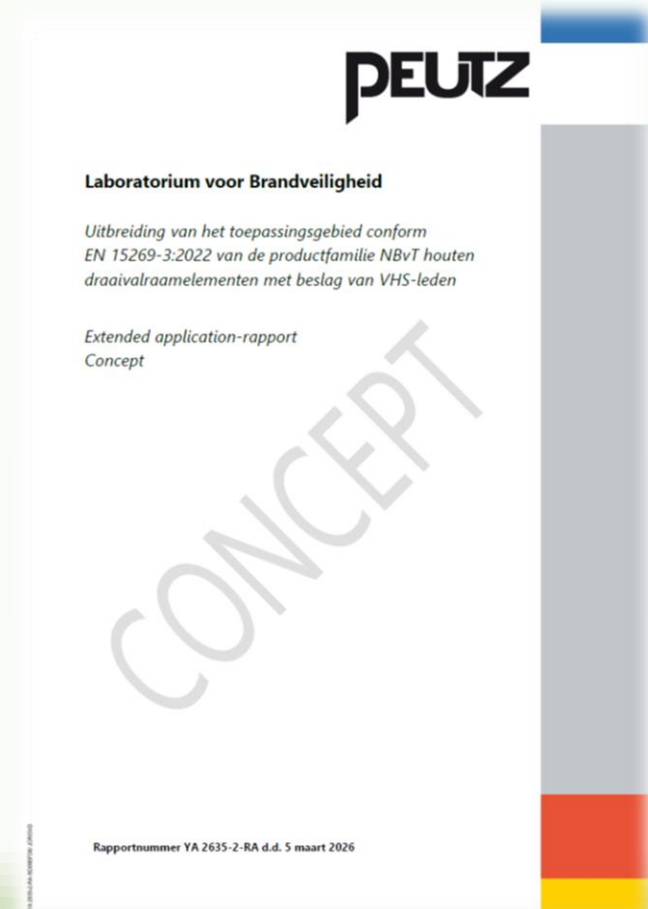 PEUTZ
Laboratorium voor Brandveiligheid
Uitbreiding van het toepassingsgebied conform
EN 15269-3:2022 van de productfamilie NBvT houten
draaivalraamelementen met beslag van VHS-leden
Extended application-rapport
Concept
CONCEPT
Rapportnummer YA 2635-2-RA d.d. 5 maart 2026